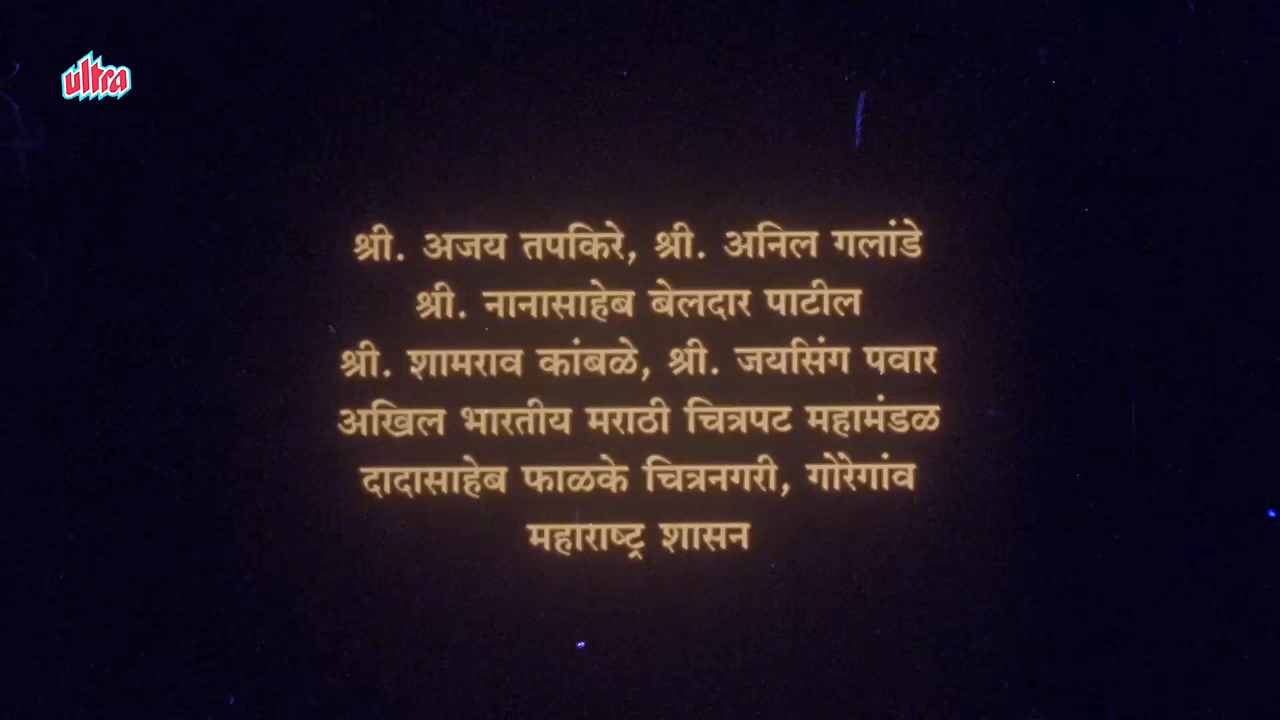 ultra
श्री. अजय तपकिरे, श्री. अनिल गलांडे
श्री. नानासाहेब बेलदार पाटील
श्री. शामराव कांबळे, श्री. जयसिंग पवार
अखिल भारतीय मराठी चित्रपट महामंडळ
दादासाहेब फाळके चित्रनगरी, गोरेगांव
महाराष्ट्र शासन